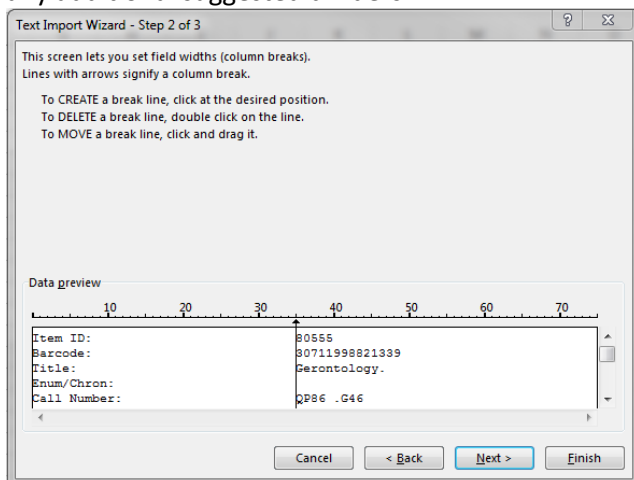 Text Import Wizard - Step 2 of 3
This screen lets you set field widths (column breaks).
Lines with arrows signify a column break.
To CREATE a break line, click at the desired position.
To DELETE a break line, double click on the line.
To MOVE a break line, click and drag it.
Data preview
10 20 30 40 50 60 70
Item ID: 80555
Barcode: 30711998821339
Title: Gerontology.
Enum/Chron:
Call Number: QP86 .G46
Cancel < Back Next > Finish